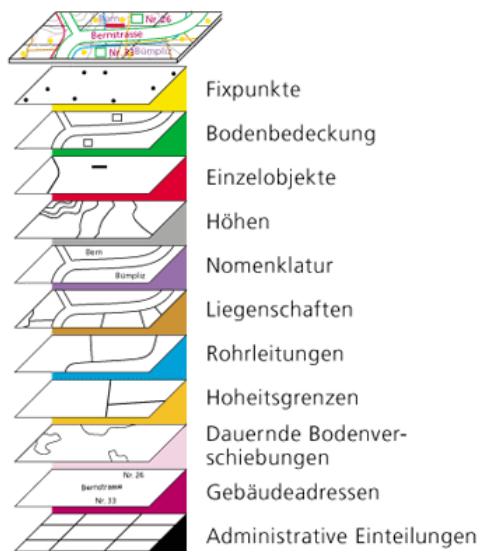 Bern
Nr. 26
Bernstrasse
Nr. 33
Bümpliz
Fixpunkte
Bodenbedeckung
Einzelobjekte
Höhen
Bern
Bümpliz
Nomenklatur
Liegenschaften
Rohrleitungen
Hoheitsgrenzen
Dauernde Bodenver-
schiebungen
Nr. 26
Bernstrasse
Nr. 33
Gebäudeadressen
Administrative Einteilungen